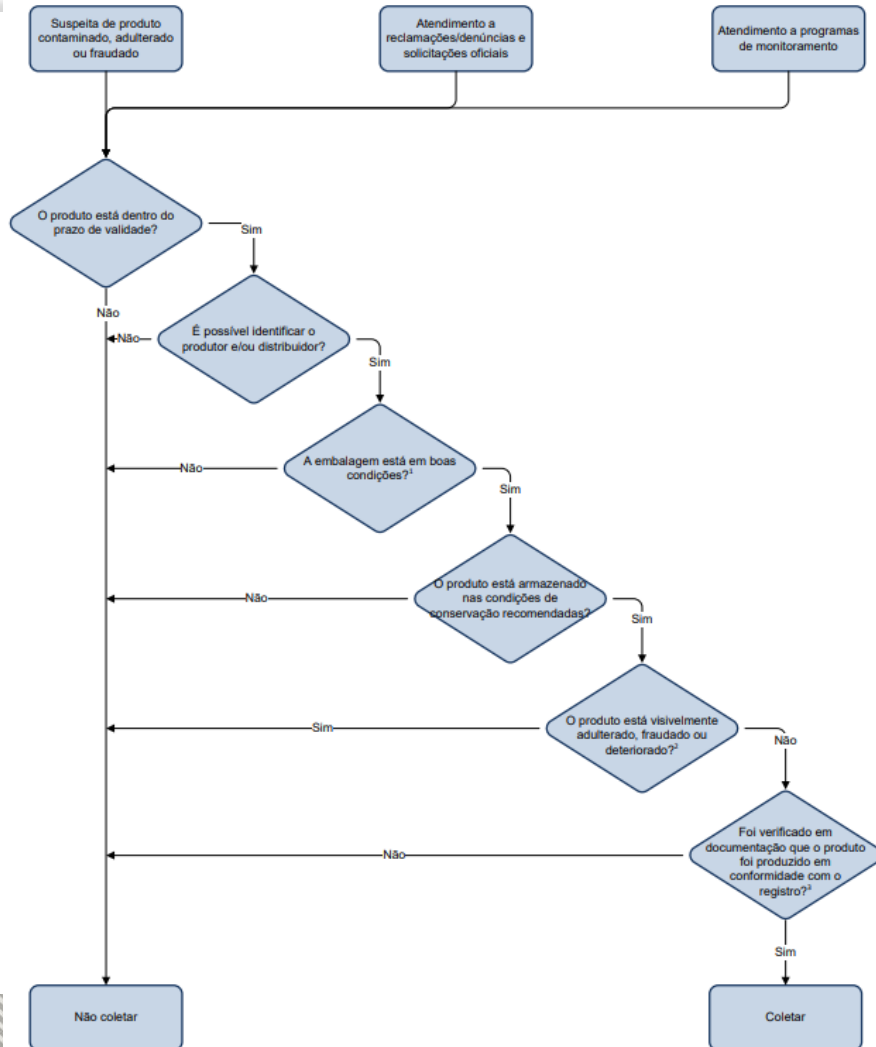 Suspeita de produto
contaminado, adulterado
ou fraudado
Atendimento a
reclamações/denúncias e
solicitações oficiais
Atendimento a programas
de monitoramento
O produto está dentro do
prazo de validade?
Sim
Não
É possível identificar o
produtor e/ou distribuidor?
Não
Sim
A embalagem está em boas
condições?¹
Não
Sim
O produto está armazenado
nas condições de
conservação recomendadas?
Não
Sim
O produto está visivelmente
adulterado, fraudado ou
deteriorado?²
Sim
Não
Foi verificado em
documentação que o produto
foi produzido em
conformidade com o
registro?³
Não
Sim
Não coletar
Coletar